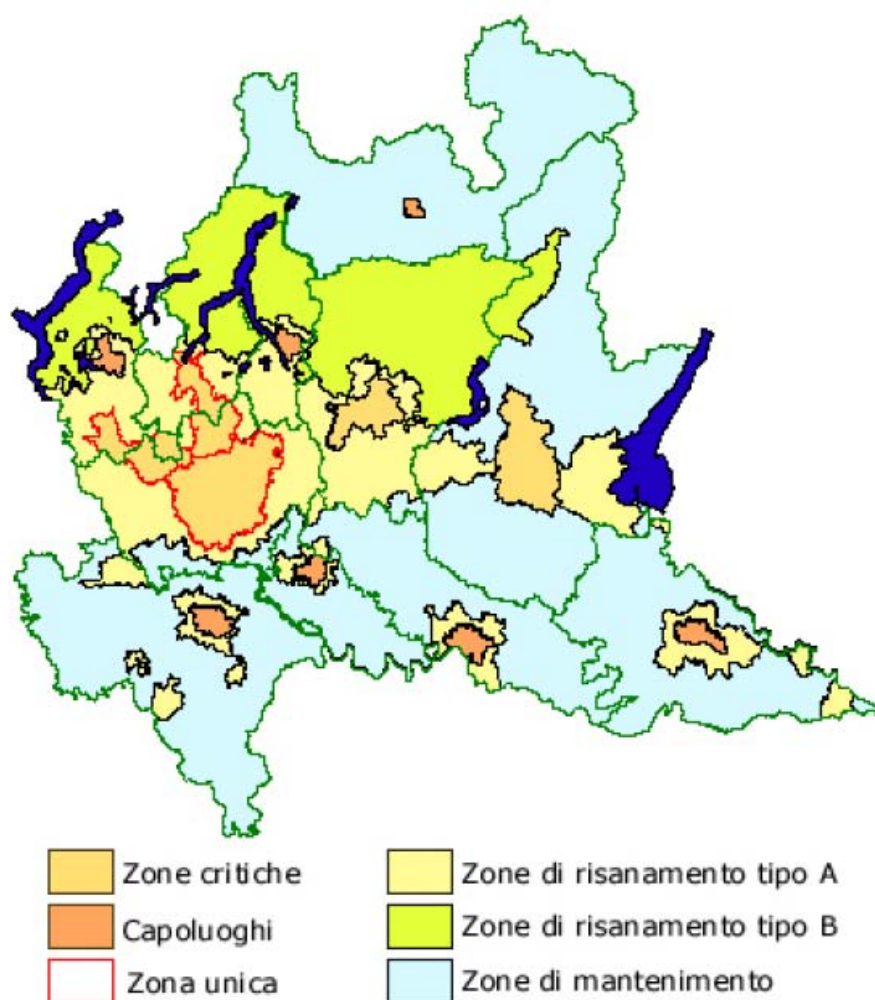 Zone critiche
Capoluoghi
Zona unica
Zone di risanamento tipo A
Zone di risanamento tipo B
Zone di mantenimento